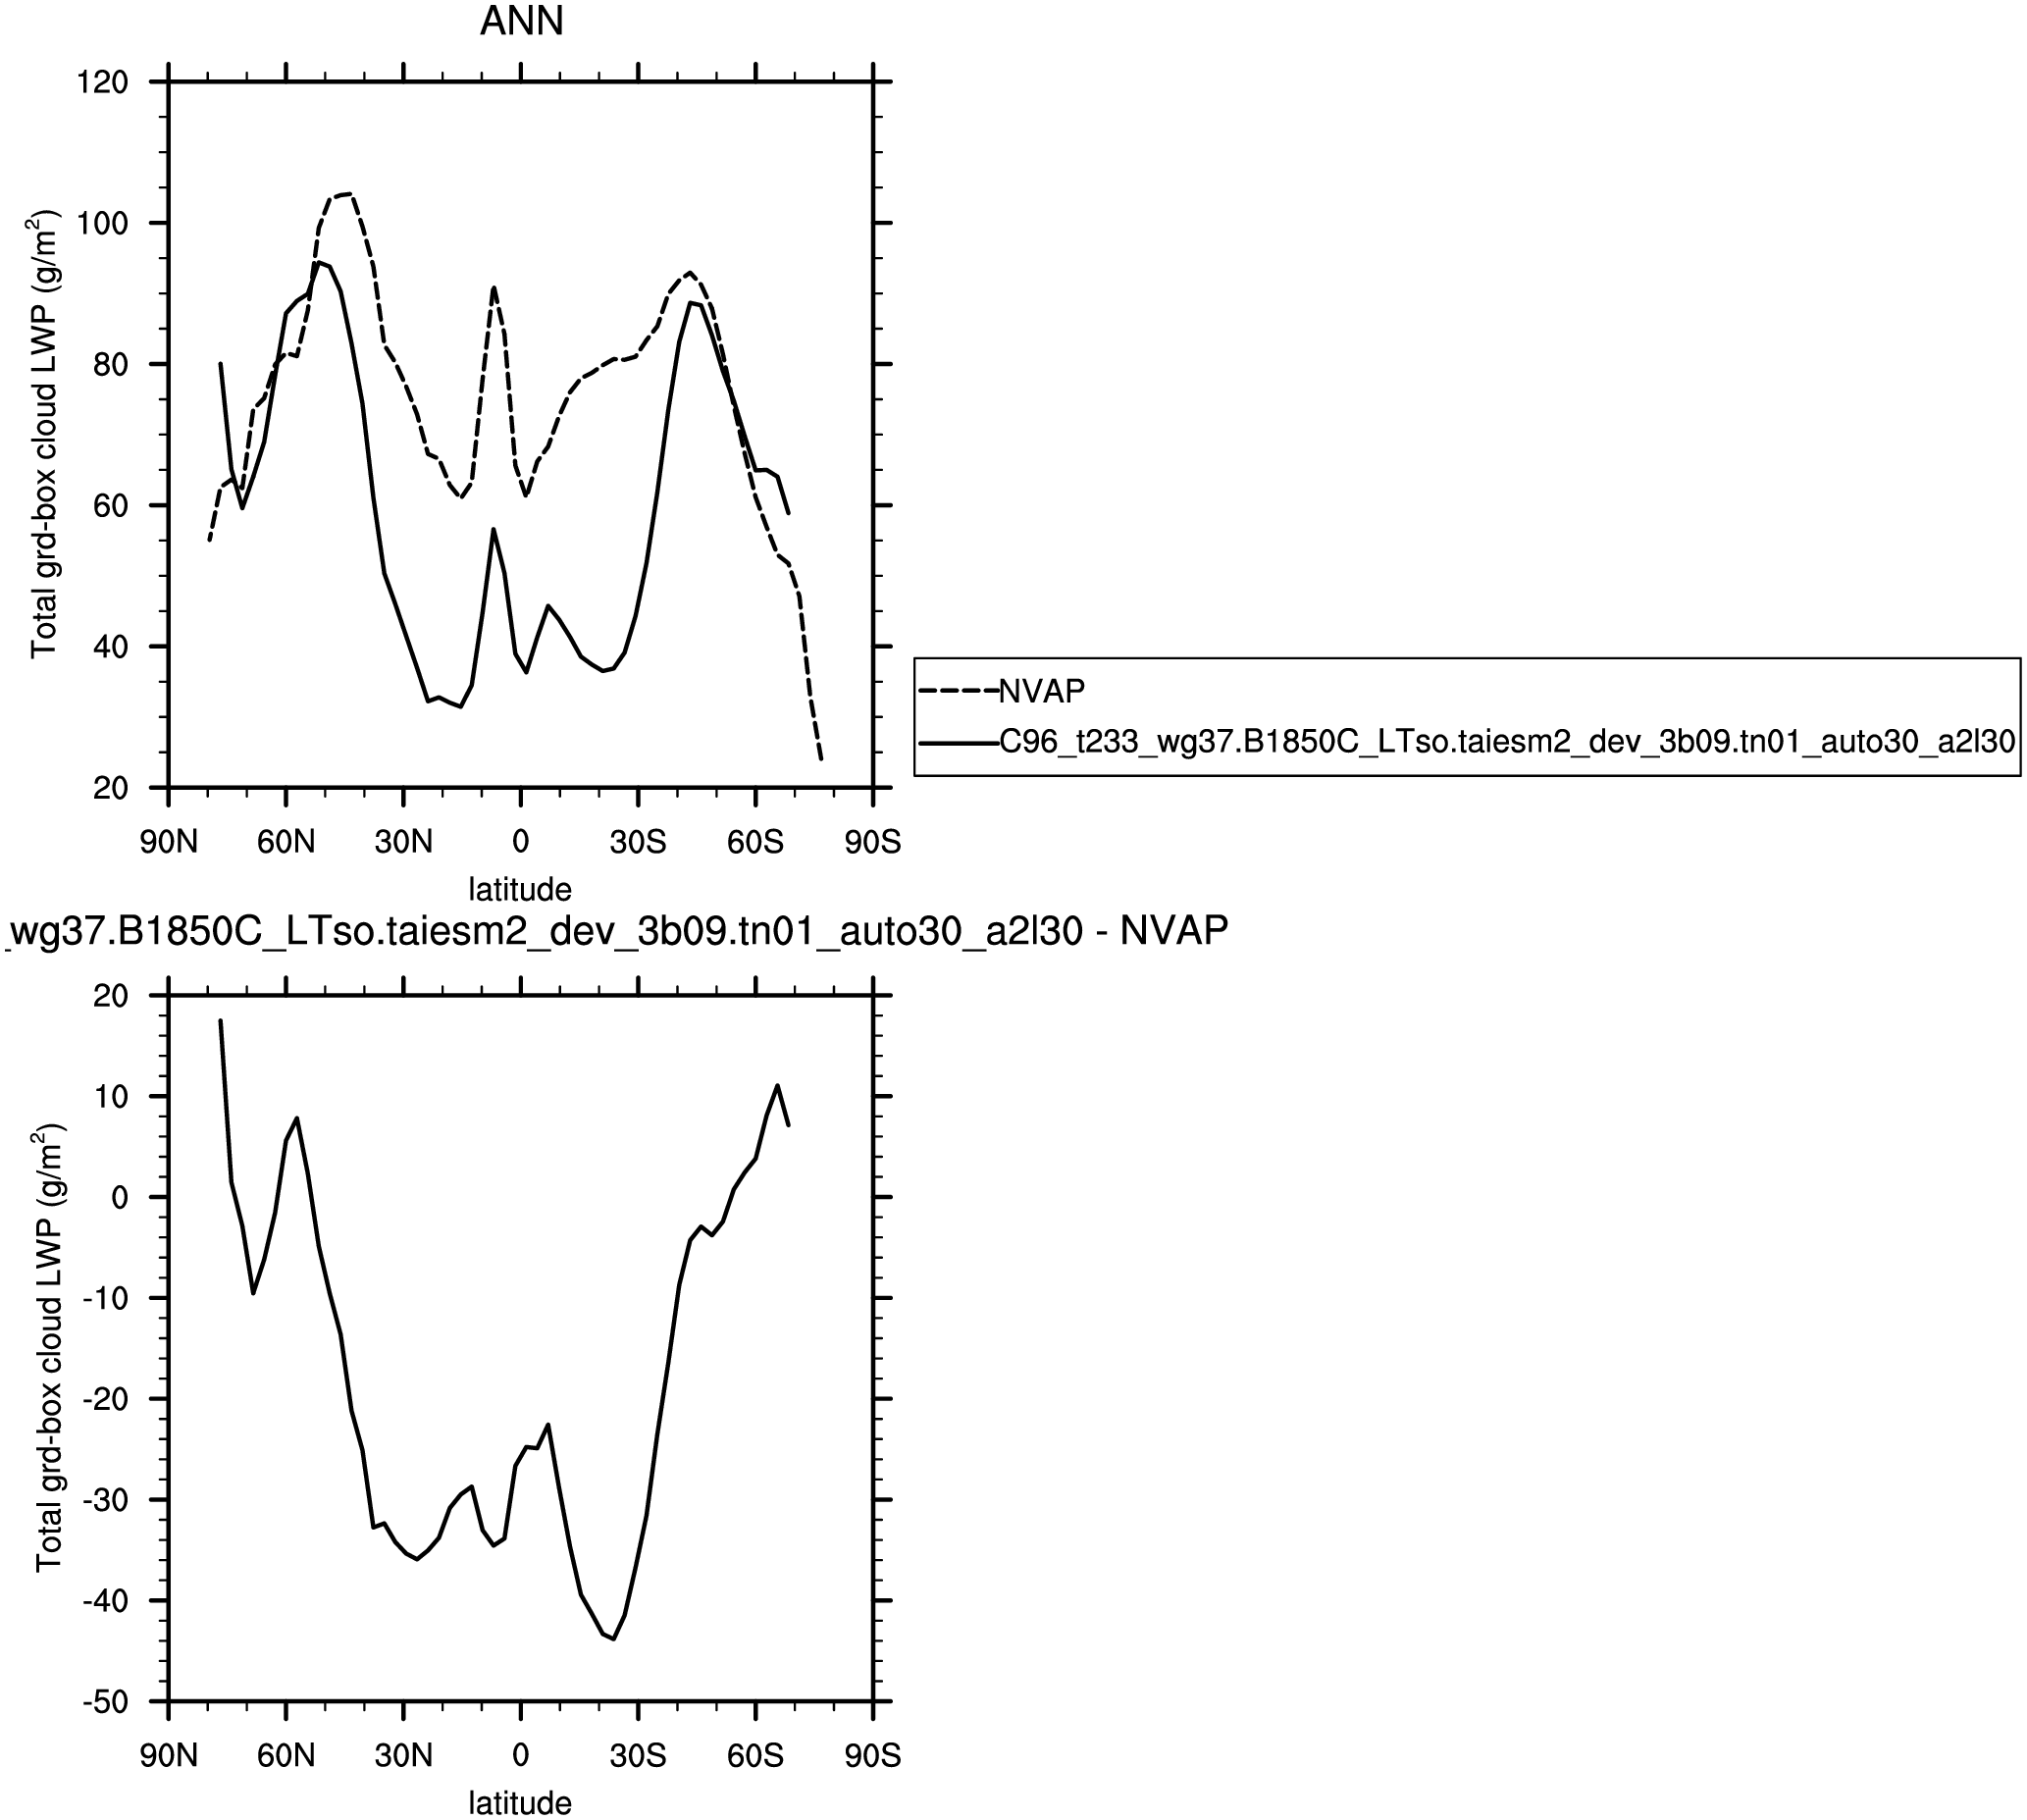 ANN
120
100
80
60
40
20
Total grd-box cloud LWP (g/m²)
90N 60N 30N 0 30S 60S 90S
latitude
NVAP
C96_t233_wg37.B1850C_LTso.taiesm2_dev_3b09.tn01_auto30_a2l30
_wg37.B1850C_LTso.taiesm2_dev_3b09.tn01_auto30_a2l30 - NVAP
20
10
0
-10
-20
-30
-40
-50
Total grd-box cloud LWP (g/m²)
90N 60N 30N 0 30S 60S 90S
latitude